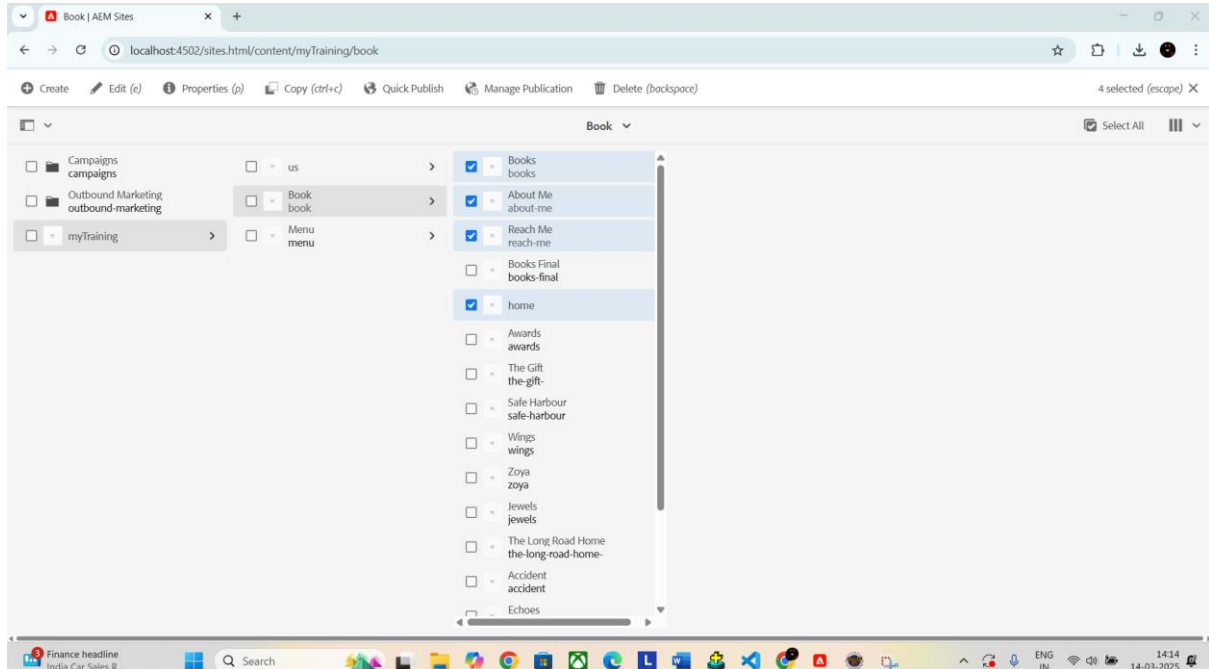 Book | AEM Sites
localhost:4502/sites.html/content/myTraining/book
Create Edit (e) Properties (p) Copy (ctrl+c) Quick Publish Manage Publication Delete (backspace) 4 selected (escape)
Book Select All
Campaigns
campaigns
Outbound Marketing
outbound-marketing
myTraining
us
Book
book
Menu
menu
Books
books
About Me
about-me
Reach Me
reach-me
Books Final
books-final
home
Awards
awards
The Gift
the-gift-
Safe Harbour
safe-harbour
Wings
wings
Zoya
zoya
Jewels
jewels
The Long Road Home
the-long-road-home-
Accident
accident
Echoes
3
Finance headline
India Car Sales R...
Search
L
ENG
IN
14:14
14-03-2025